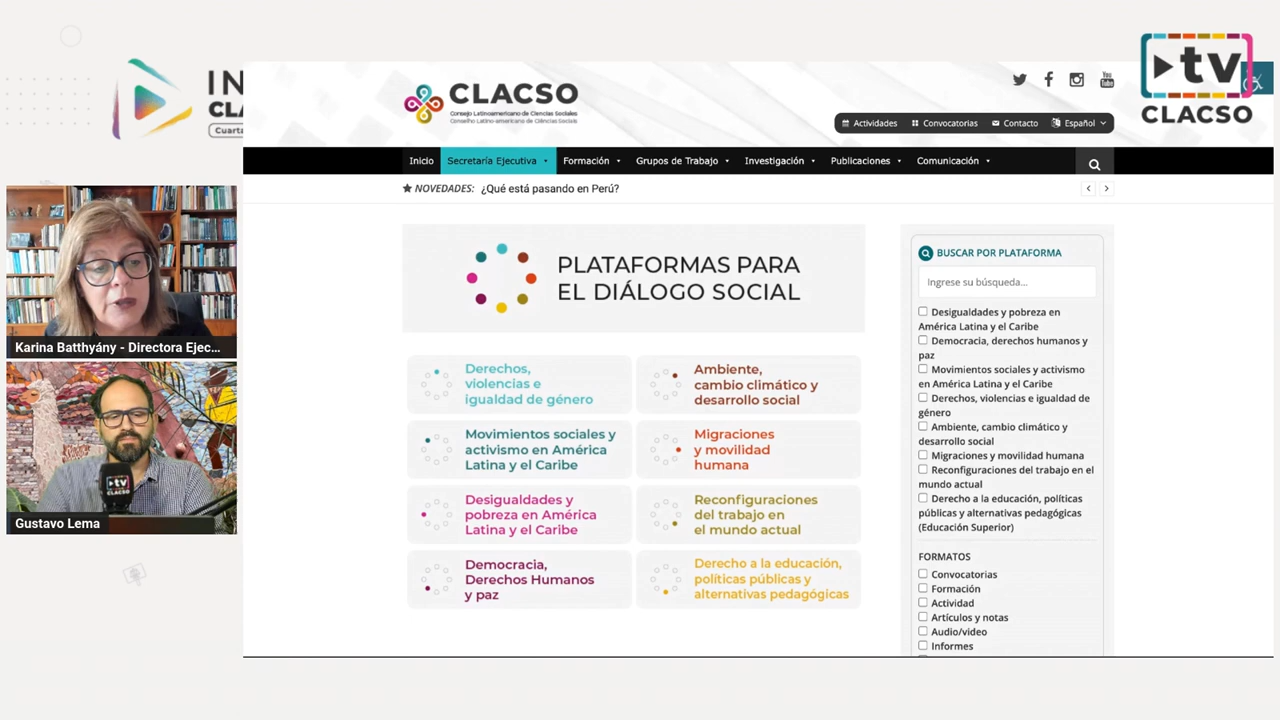 IN
CLA
Cuarta
CLACSO
Consejo Latinoamericano de Ciencias Sociales
Conselho Latino-americano de Ciências Sociais
You
Tube
tv
CLACSO
Actividades
Convocatorias
Contacto
Español
Inicio
Secretaría Ejecutiva
Formación
Grupos de Trabajo
Investigación
Publicaciones
Comunicación
NOVEDADES: ¿Qué está pasando en Perú?
PLATAFORMAS PARA
EL DIÁLOGO SOCIAL
Derechos,
violencias e
igualdad de género
Ambiente,
cambio climático y
desarrollo social
Movimientos sociales y
activismo en América
Latina y el Caribe
Migraciones
y movilidad
humana
Desigualdades y
pobreza en América
Latina y el Caribe
Reconfiguraciones
del trabajo en
el mundo actual
Democracia,
Derechos Humanos
y paz
Derecho a la educación,
políticas públicas y
alternativas pedagógicas
BUSCAR POR PLATAFORMA
Ingrese su búsqueda...
Desigualdades y pobreza en
América Latina y el Caribe
Democracia, derechos humanos y
paz
Movimientos sociales y activismo
en América Latina y el Caribe
Derechos, violencias e igualdad de
género
Ambiente, cambio climático y
desarrollo social
Migraciones y movilidad humana
Reconfiguraciones del trabajo en el
mundo actual
Derecho a la educación, políticas
públicas y alternativas pedagógicas
(Educación Superior)
FORMATOS
Convocatorias
Formación
Actividad
Artículos y notas
Audio/video
Informes
Karina Batthyány - Directora Ejec...
tv
CLACSO
Gustavo Lema